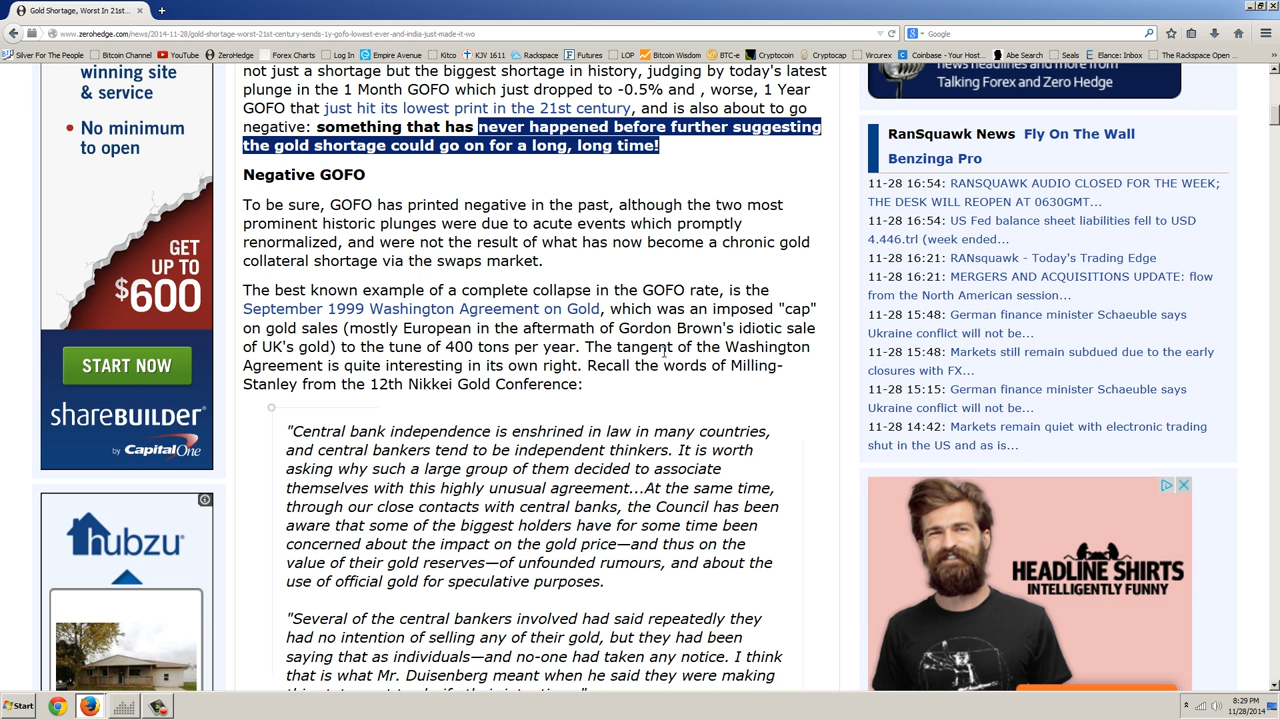 Gold Shortage, Worst In 21st...
www.zerohedge.com/news/2014-11-28/gold-shortage-worst-21st-century-sends-1y-gofo-lowest-ever-and-india-just-made-it-wo
Google
Silver For The People
Bitcoin Channel
YouTube
ZeroHedge
Forex Charts
Log In
Empire Avenue
Kitco
KJV 1611
Rackspace
Futures
LOP
Bitcoin Wisdom
BTC-e
Cryptocoin
Cryptocap
Vircurex
Coinbase - Your Host...
Abe Search
Seals
Elance: Inbox
The Rackspace
winning site
& service
• No minimum
to open
GET
UP TO
$600
START NOW
shareBUILDER
by Capital One
hubzu
not just a shortage but the biggest shortage in history, judging by today's latest
plunge in the 1 Month GOFO which just dropped to -0.5% and , worse, 1 Year
GOFO that just hit its lowest print in the 21st century, and is also about to go
negative: something that has never happened before further suggesting
the gold shortage could go on for a long, long time!
Negative GOFO
To be sure, GOFO has printed negative in the past, although the two most
prominent historic plunges were due to acute events which promptly
renormalized, and were not the result of what has now become a chronic gold
collateral shortage via the swaps market.
The best known example of a complete collapse in the GOFO rate, is the
September 1999 Washington Agreement on Gold, which was an imposed "cap"
on gold sales (mostly European in the aftermath of Gordon Brown's idiotic sale
of UK's gold) to the tune of 400 tons per year. The tangent of the Washington
Agreement is quite interesting in its own right. Recall the words of Milling-
Stanley from the 12th Nikkei Gold Conference:
"Central bank independence is enshrined in law in many countries,
and central bankers tend to be independent thinkers. It is worth
asking why such a large group of them decided to associate
themselves with this highly unusual agreement...At the same time,
through our close contacts with central banks, the Council has been
aware that some of the biggest holders have for some time been
concerned about the impact on the gold price—and thus on the
value of their gold reserves—of unfounded rumours, and about the
use of official gold for speculative purposes.
"Several of the central bankers involved had said repeatedly they
had no intention of selling any of their gold, but they had been
saying that as individuals—and no-one had taken any notice. I think
that is what Mr. Duisenberg meant when he said they were making
Talking Forex and Zero Hedge
RanSquawk News Fly On The Wall
Benzinga Pro
11-28 16:54: RANSQUAWK AUDIO CLOSED FOR THE WEEK;
THE DESK WILL REOPEN AT 0630GMT...
11-28 16:54: US Fed balance sheet liabilities fell to USD
4.446.trl (week ended...
11-28 16:21: RANsquawk - Today's Trading Edge
11-28 16:21: MERGERS AND ACQUISITIONS UPDATE: flow
from the North American session...
11-28 15:48: German finance minister Schaeuble says
Ukraine conflict will not be...
11-28 15:48: Markets still remain subdued due to the early
closures with FX...
11-28 15:15: German finance minister Schaeuble says
Ukraine conflict will not be...
11-28 14:42: Markets remain quiet with electronic trading
shut in the US and as is...
HEADLINE SHIRTS
INTELLIGENTLY FUNNY
Start
8:29 PM
11/28/2014